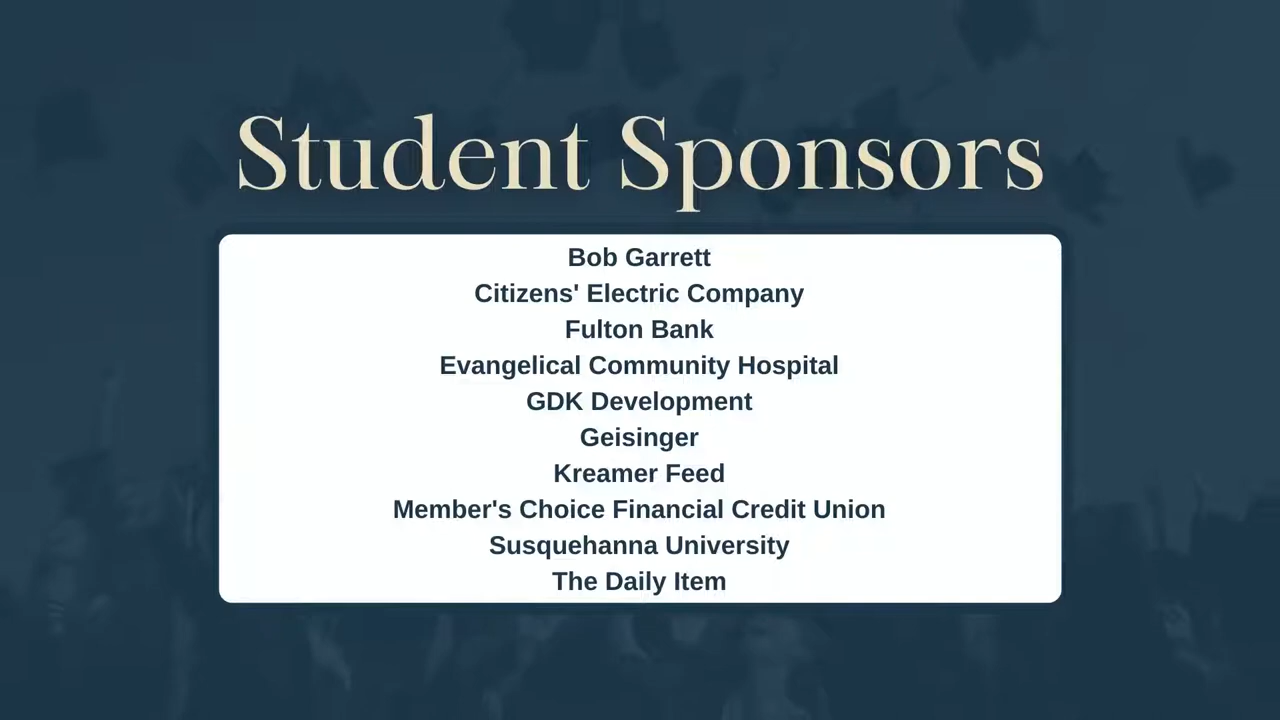 Student Sponsors
Bob Garrett
Citizens' Electric Company
Fulton Bank
Evangelical Community Hospital
GDK Development
Geisinger
Kreamer Feed
Member's Choice Financial Credit Union
Susquehanna University
The Daily Item